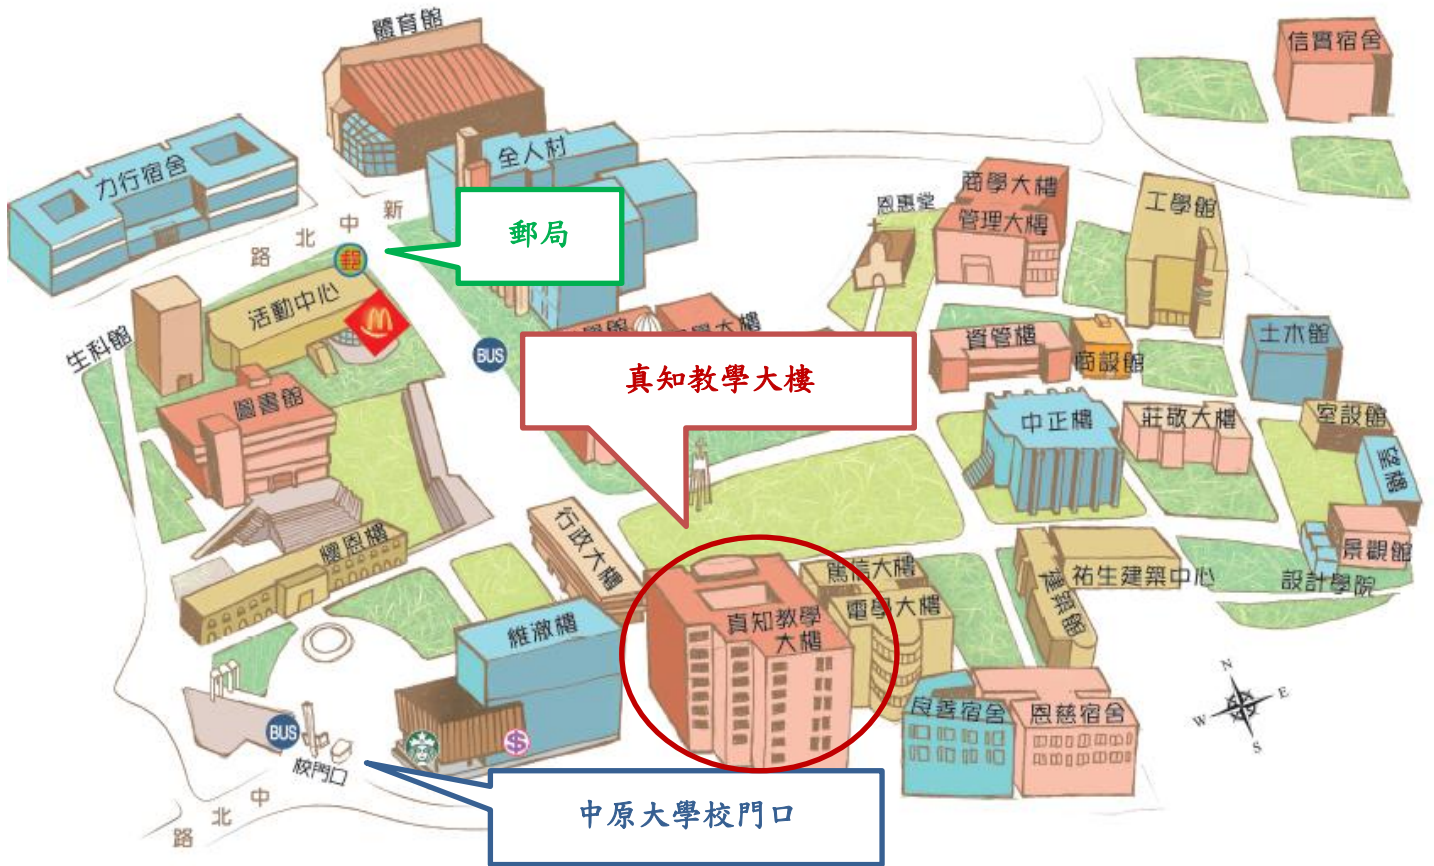 體育館
信實宿舍
全人村
力行宿舍
商學大樓
管理大樓
恩惠堂
工學館
新
中
北
路
郵局
郵
活動中心
生科館
BUS
學大樓
真知教學大樓
資管樓
商設館
土木館
圖書館
中正樓
莊敬大樓
室設館
望樓
行政大樓
懷恩樓
景觀館
設計學院
篤信大樓
電學大樓
祐生建築中心
建築館
維澈樓
真知教學
大樓
良善宿舍
恩慈宿舍
N
E
W
S
BUS
$
校門口
中
北
路
中原大學校門口